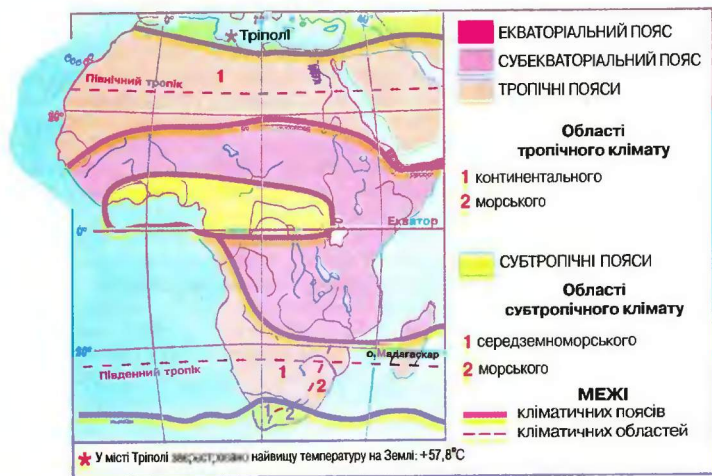 0°
40°
Тріполі
1
Північний тропік
20°
Екватор
0°
20°
о. Мадагаскар
Південний тропік
1
2
1
2
★ У місті Тріполі найвищу температуру на Землі: +57,8°С
ЕКВАТОРІАЛЬНИЙ ПОЯС
СУБЕКВАТОРІАЛЬНИЙ ПОЯС
ТРОПІЧНІ ПОЯСИ
Області
тропічного клімату
1 континентального
2 морського
СУБТРОПІЧНІ ПОЯСИ
Області
субтропічного клімату
1 середземноморського
2 морського
МЕЖІ
кліматичних поясів
кліматичних областей